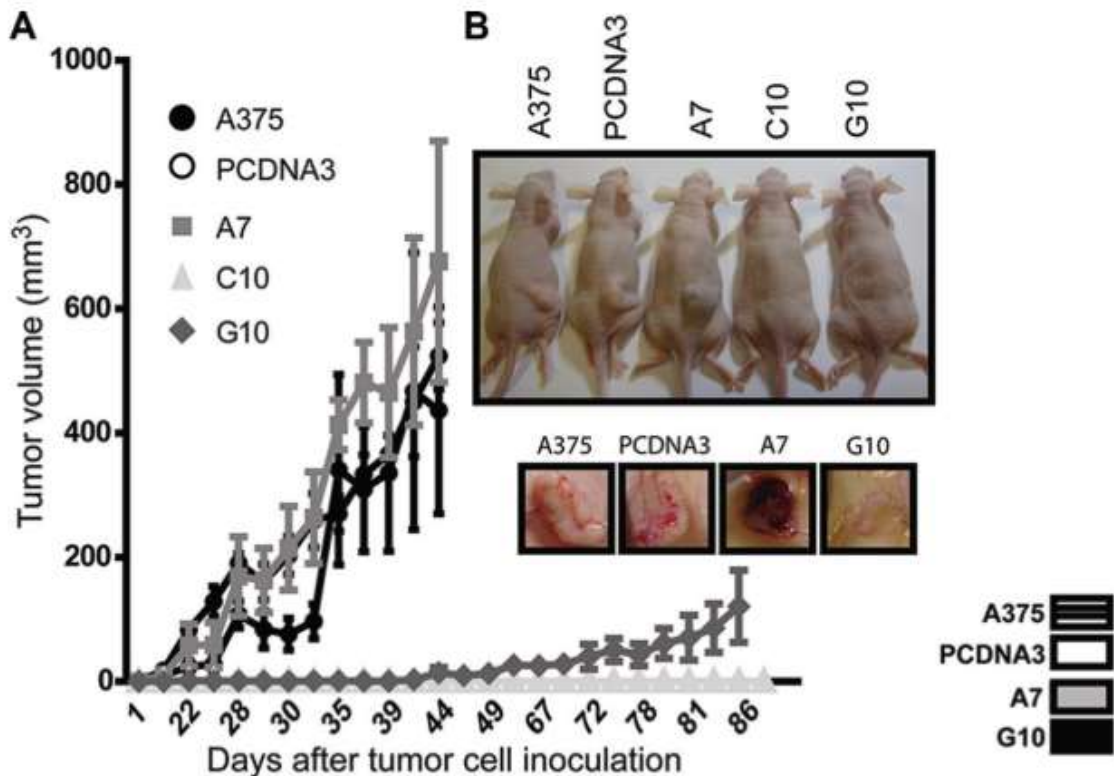 A
Tumor volume (mm³)
1000
800
600
400
200
0
A375
PCDNA3
A7
C10
G10
1
22
28
30
35
39
44
49
67
72
78
81
86
Days after tumor cell inoculation
B
A375
PCDNA3
A7
C10
G10
A375
PCDNA3
A7
G10
A375
PCDNA3
A7
G10